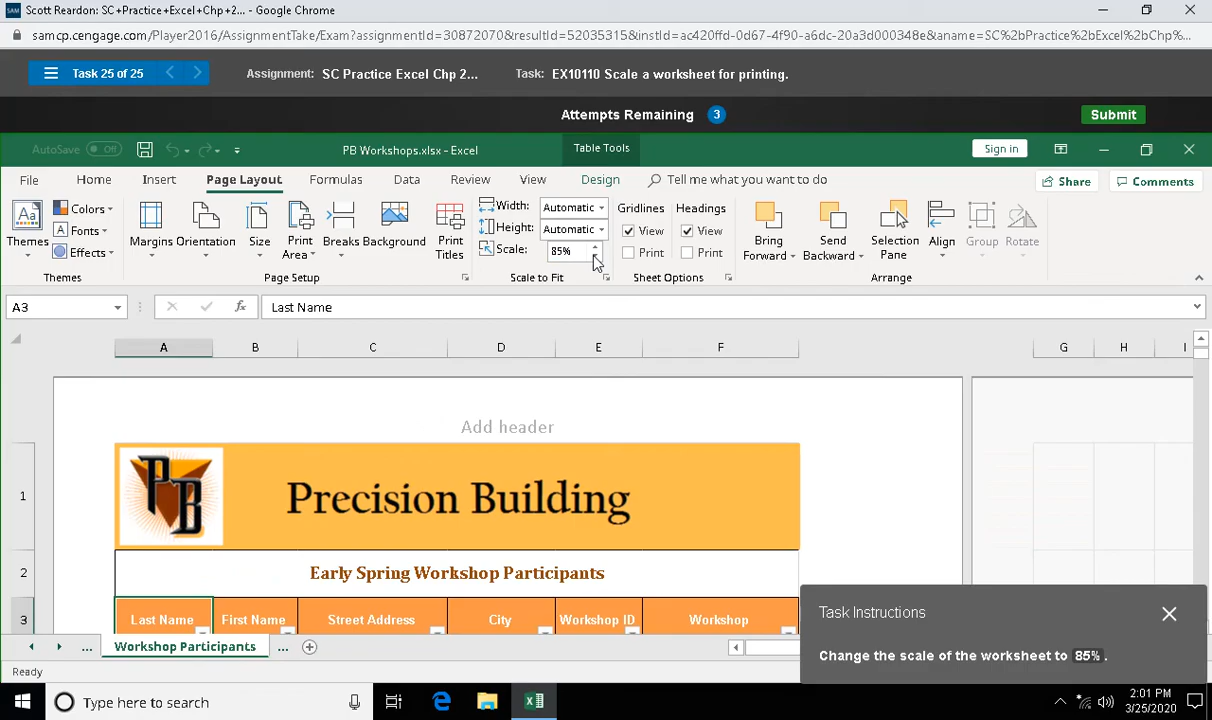 Scott Reardon: SC+Practice+Excel+Chp+2... - Google Chrome
samcp.cengage.com/Player2016/AssignmentTake/Exam?assignmentId=30872070&resultId=52035315&instId=ac420ffd-0d67-4f90-a6dc-20a3d000348e&aname=SC%2bPractice%2bExcel%2bChp%...
Task 25 of 25
Assignment: SC Practice Excel Chp 2...
Task: EX10110 Scale a worksheet for printing.
Attempts Remaining 3
Submit
AutoSave Off
PB Workshops.xlsx - Excel
Table Tools
Sign in
File Home Insert Page Layout Formulas Data Review View Design Tell me what you want to do Share Comments
Themes
Colors
Fonts
Effects
Themes
Margins
Orientation
Size
Print Area
Breaks
Background
Print Titles
Page Setup
Width: Automatic
Height: Automatic
Scale: 85%
Scale to Fit
Gridlines
View
Print
Headings
View
Print
Sheet Options
Bring Forward
Send Backward
Selection Pane
Align
Group
Rotate
Arrange
A3
fx
Last Name
A B C D E F G H I
Add header
1
PB
Precision Building
2
Early Spring Workshop Participants
3
Last Name First Name Street Address City Workshop ID Workshop
Task Instructions
Change the scale of the worksheet to 85% .
... Workshop Participants ...
Ready
Type here to search
2:01 PM
3/25/2020